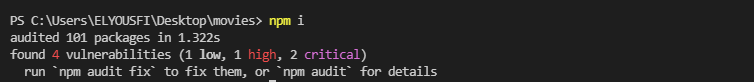 PS C:\Users\ELYOUSFI\Desktop\movies> npm i
audited 101 packages in 1.322s
found 4 vulnerabilities (1 low, 1 high, 2 critical)
  run `npm audit fix` to fix them, or `npm audit` for details